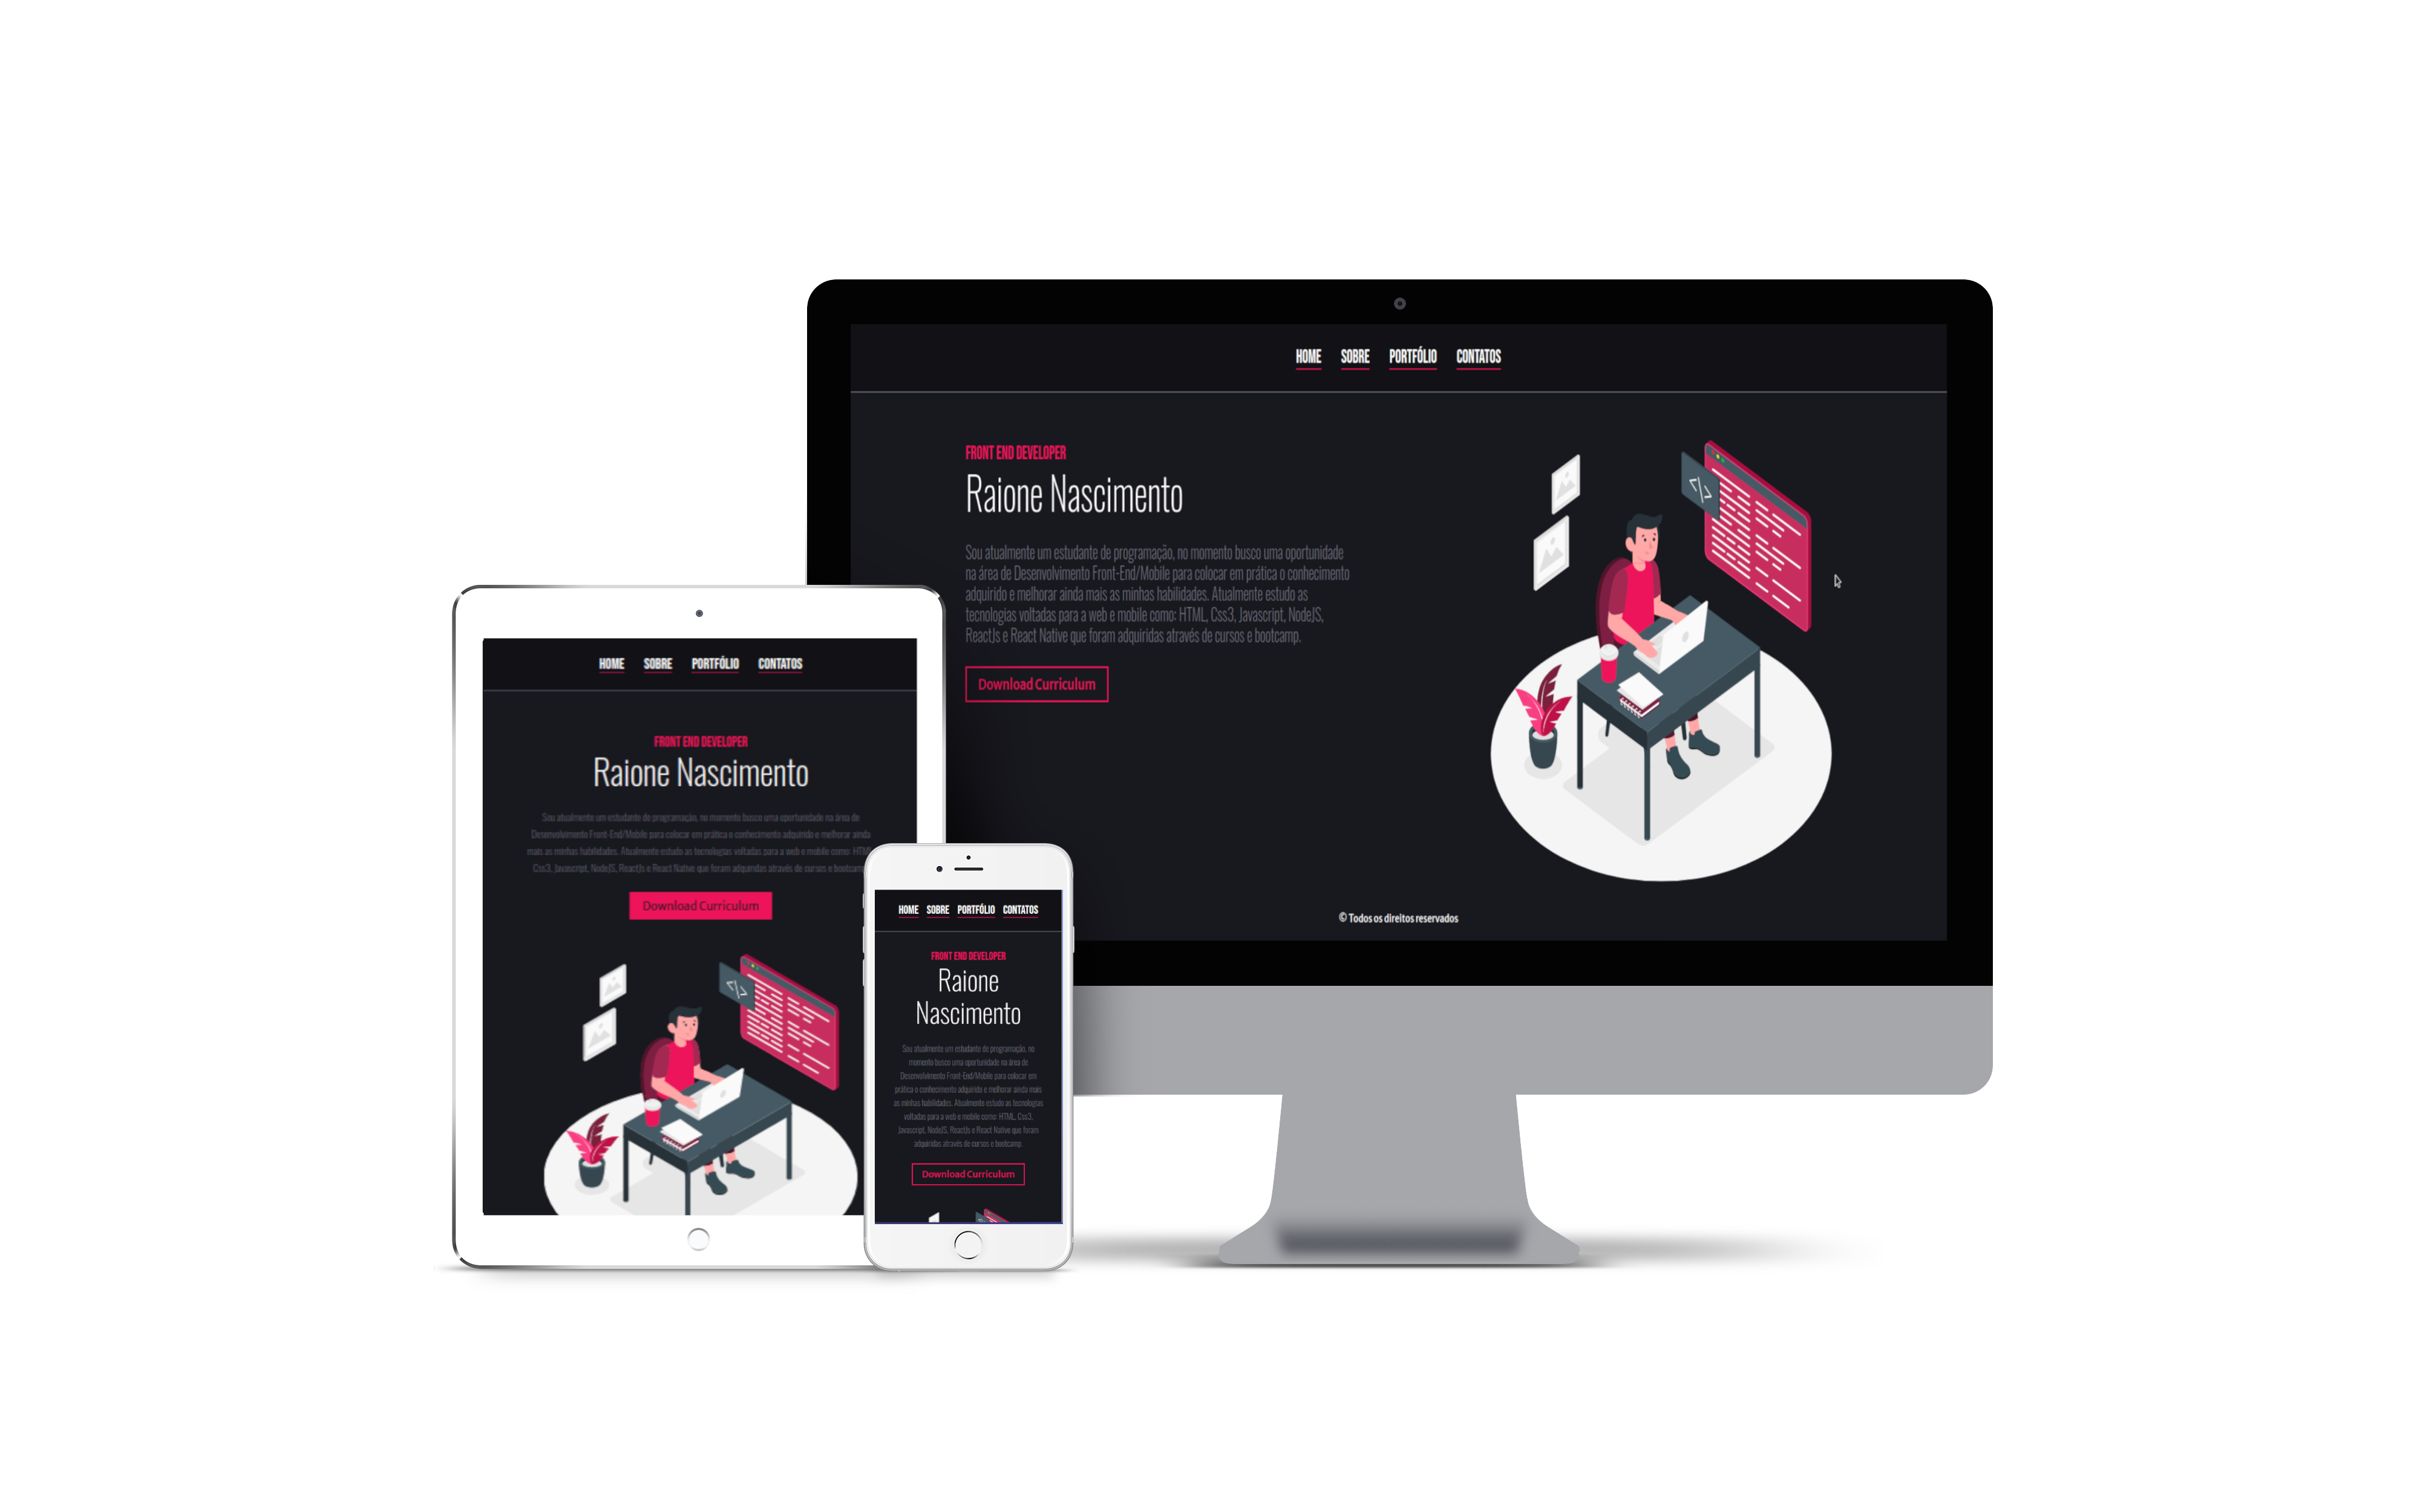 HOME SOBRE PORTFÓLIO CONTATOS
FRONT END DEVELOPER
Raione Nascimento
Sou atualmente um estudante de programação, no momento busco uma oportunidade
na área de Desenvolvimento Front-End/Mobile para colocar em prática o conhecimento
adquirido e melhorar ainda mais as minhas habilidades. Atualmente estudo as
tecnologias voltadas para a web e mobile como: HTML, Css3, Javascript, NodeJS,
ReactJs e React Native que foram adquiridas através de cursos e bootcamp.
Download Curriculum
</>
© Todos os direitos reservados
HOME SOBRE PORTFÓLIO CONTATOS
FRONT END DEVELOPER
Raione Nascimento
Sou atualmente um estudante de programação, no momento busco uma oportunidade na área de
Desenvolvimento Front-End/Mobile para colocar em prática o conhecimento adquirido e melhorar ainda
mais as minhas habilidades. Atualmente estudo as tecnologias voltadas para a web e mobile como: HTML
Css3, Javascript, NodeJS, ReactJs e React Native que foram adquiridas através de cursos e bootcamp
Download Curriculum
</>
HOME SOBRE PORTFÓLIO CONTATOS
FRONT END DEVELOPER
Raione
Nascimento
Sou atualmente um estudante de programação, no
momento busco uma oportunidade na área de
Desenvolvimento Front-End/Mobile para colocar em
prática o conhecimento adquirido e melhorar ainda mais
as minhas habilidades. Atualmente estudo as tecnologias
voltadas para a web e mobile como: HTML, Css3,
Javascript, NodeJS, ReactJs e React Native que foram
adquiridas através de cursos e bootcamp.
Download Curriculum